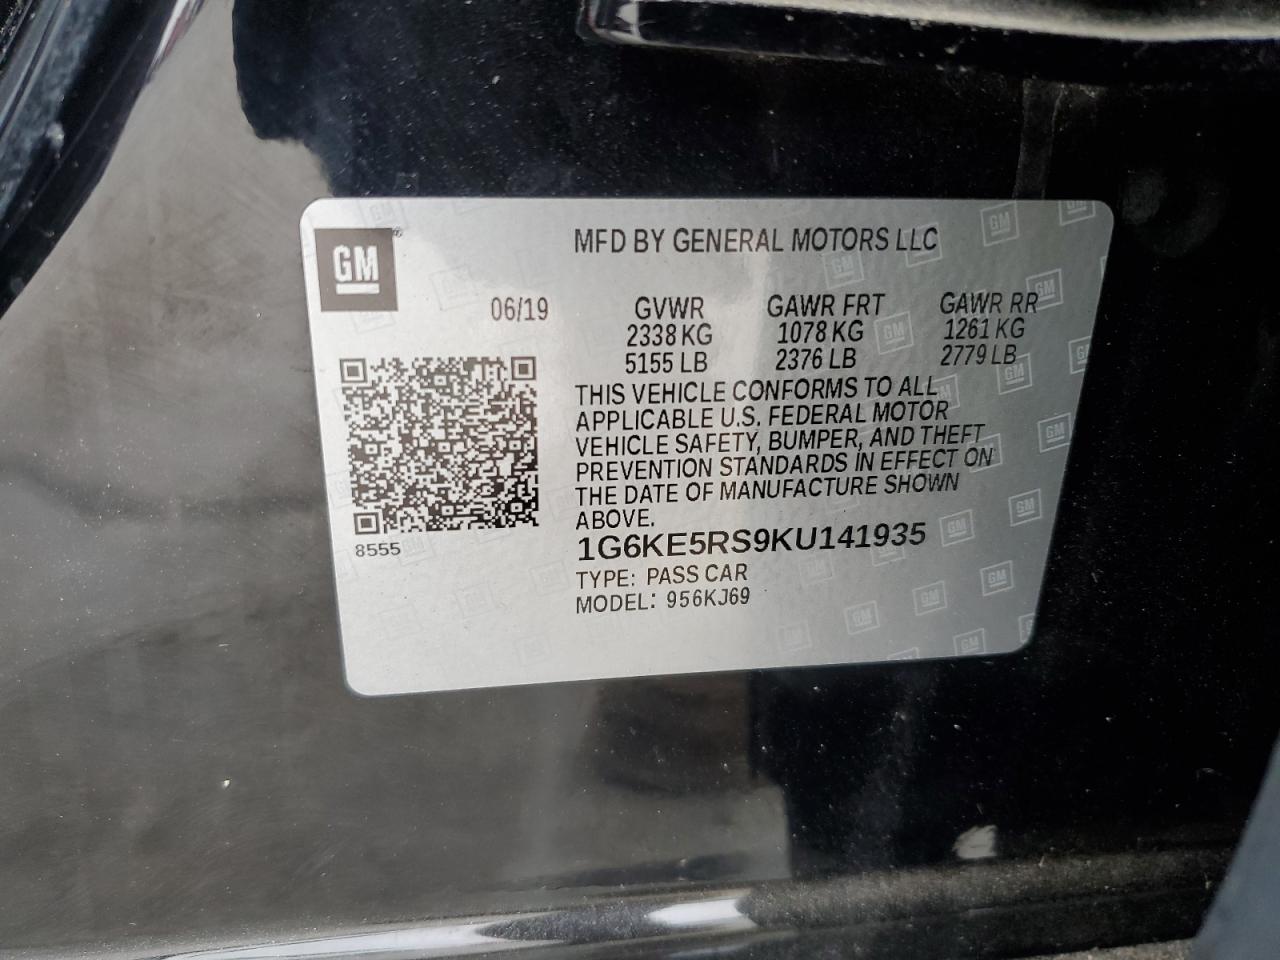 GM
MFD BY GENERAL MOTORS LLC
06/19 GVWR GAWR FRT GAWR RR
2338 KG 1078 KG 1261 KG
5155 LB 2376 LB 2779 LB
THIS VEHICLE CONFORMS TO ALL
APPLICABLE U.S. FEDERAL MOTOR
VEHICLE SAFETY, BUMPER, AND THEFT
PREVENTION STANDARDS IN EFFECT ON
THE DATE OF MANUFACTURE SHOWN
ABOVE.
8555
1G6KE5RS9KU141935
TYPE: PASS CAR
MODEL: 956KJ69